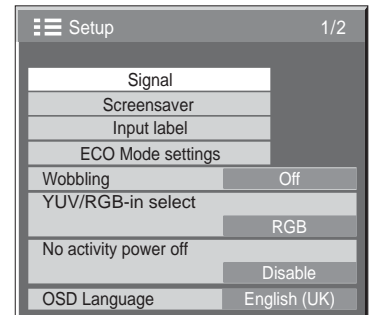 Setup 1/2
Signal
Screensaver
Input label
ECO Mode settings
Wobbling Off
YUV/RGB-in select
RGB
No activity power off
Disable
OSD Language English (UK)